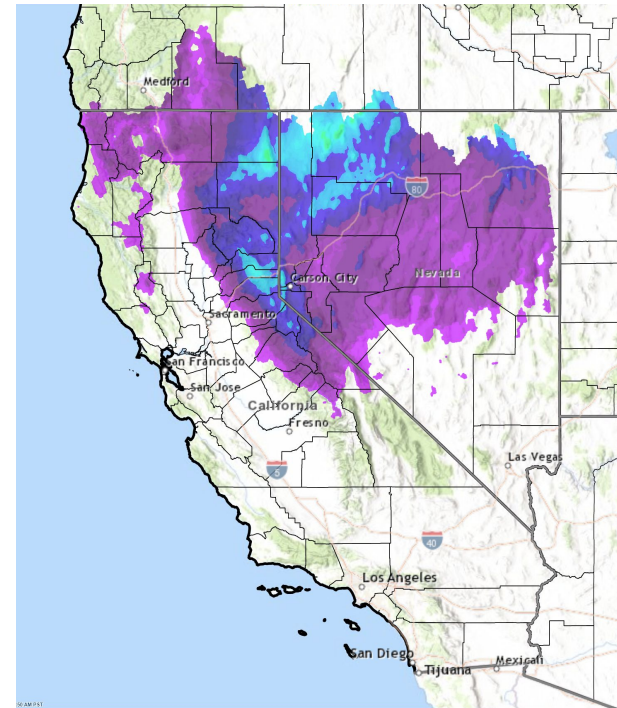 Medford
80
Carson City
Nevada
Sacramento
San Francisco
San Jose
California
Fresno
5
Las Vegas
40
Los Angeles
San Diego
Tijuana
Mexicali